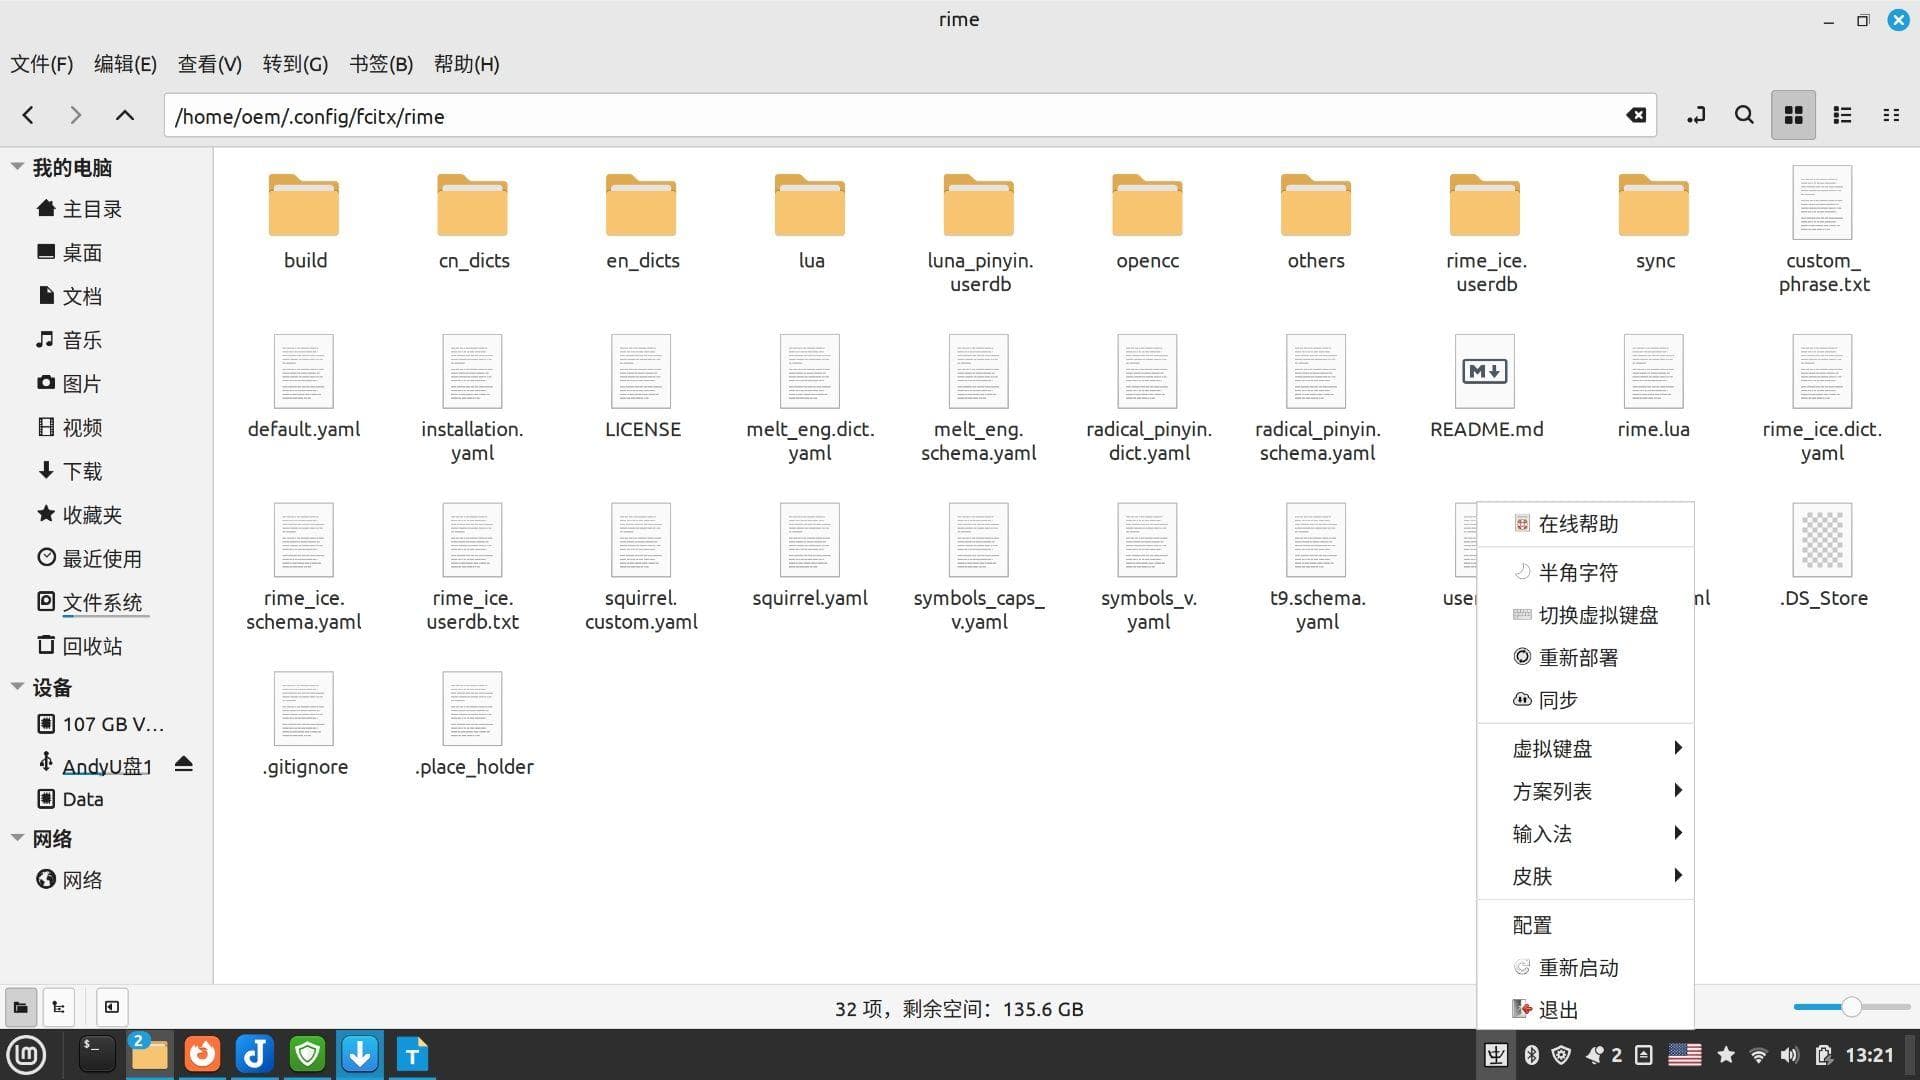 rime
文件(F) 编辑(E) 查看(V) 转到(G) 书签(B) 帮助(H)
/home/oem/.config/fcitx/rime
我的电脑
主目录
桌面
文档
音乐
图片
视频
下载
收藏夹
最近使用
文件系统
回收站
设备
107 GB V…
AndyU盘1
Data
网络
网络
build
cn_dicts
en_dicts
lua
luna_pinyin.
userdb
opencc
others
rime_ice.
userdb
sync
custom_
phrase.txt
default.yaml
installation.
yaml
LICENSE
melt_eng.dict.
yaml
melt_eng.
schema.yaml
radical_pinyin.
dict.yaml
radical_pinyin.
schema.yaml
M
README.md
rime.lua
rime_ice.dict.
yaml
rime_ice.
schema.yaml
rime_ice.
userdb.txt
squirrel.
custom.yaml
squirrel.yaml
symbols_caps_
v.yaml
symbols_v.
yaml
t9.schema.
yaml
.DS_Store
.gitignore
.place_holder
在线帮助
半角字符
切换虚拟键盘
重新部署
同步
虚拟键盘
方案列表
输入法
皮肤
配置
重新启动
退出
32 项，剩余空间：135.6 GB
2
T
2
13:21